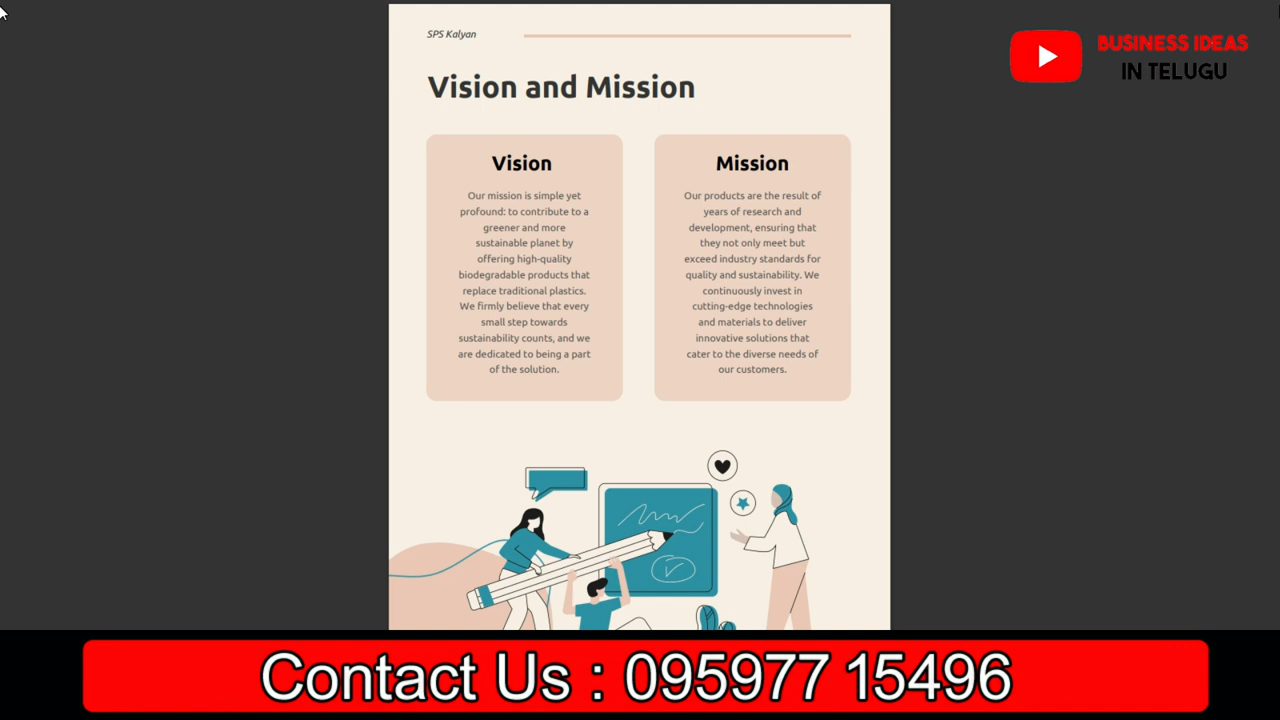 SPS Kalyan
BUSINESS IDEAS
IN TELUGU
Vision and Mission
Vision
Our mission is simple yet
profound: to contribute to a
greener and more
sustainable planet by
offering high-quality
biodegradable products that
replace traditional plastics.
We firmly believe that every
small step towards
sustainability counts, and we
are dedicated to being a part
of the solution.
Mission
Our products are the result of
years of research and
development, ensuring that
they not only meet but
exceed industry standards for
quality and sustainability. We
continuously invest in
cutting-edge technologies
and materials to deliver
innovative solutions that
cater to the diverse needs of
our customers.
Contact Us : 095977 15496